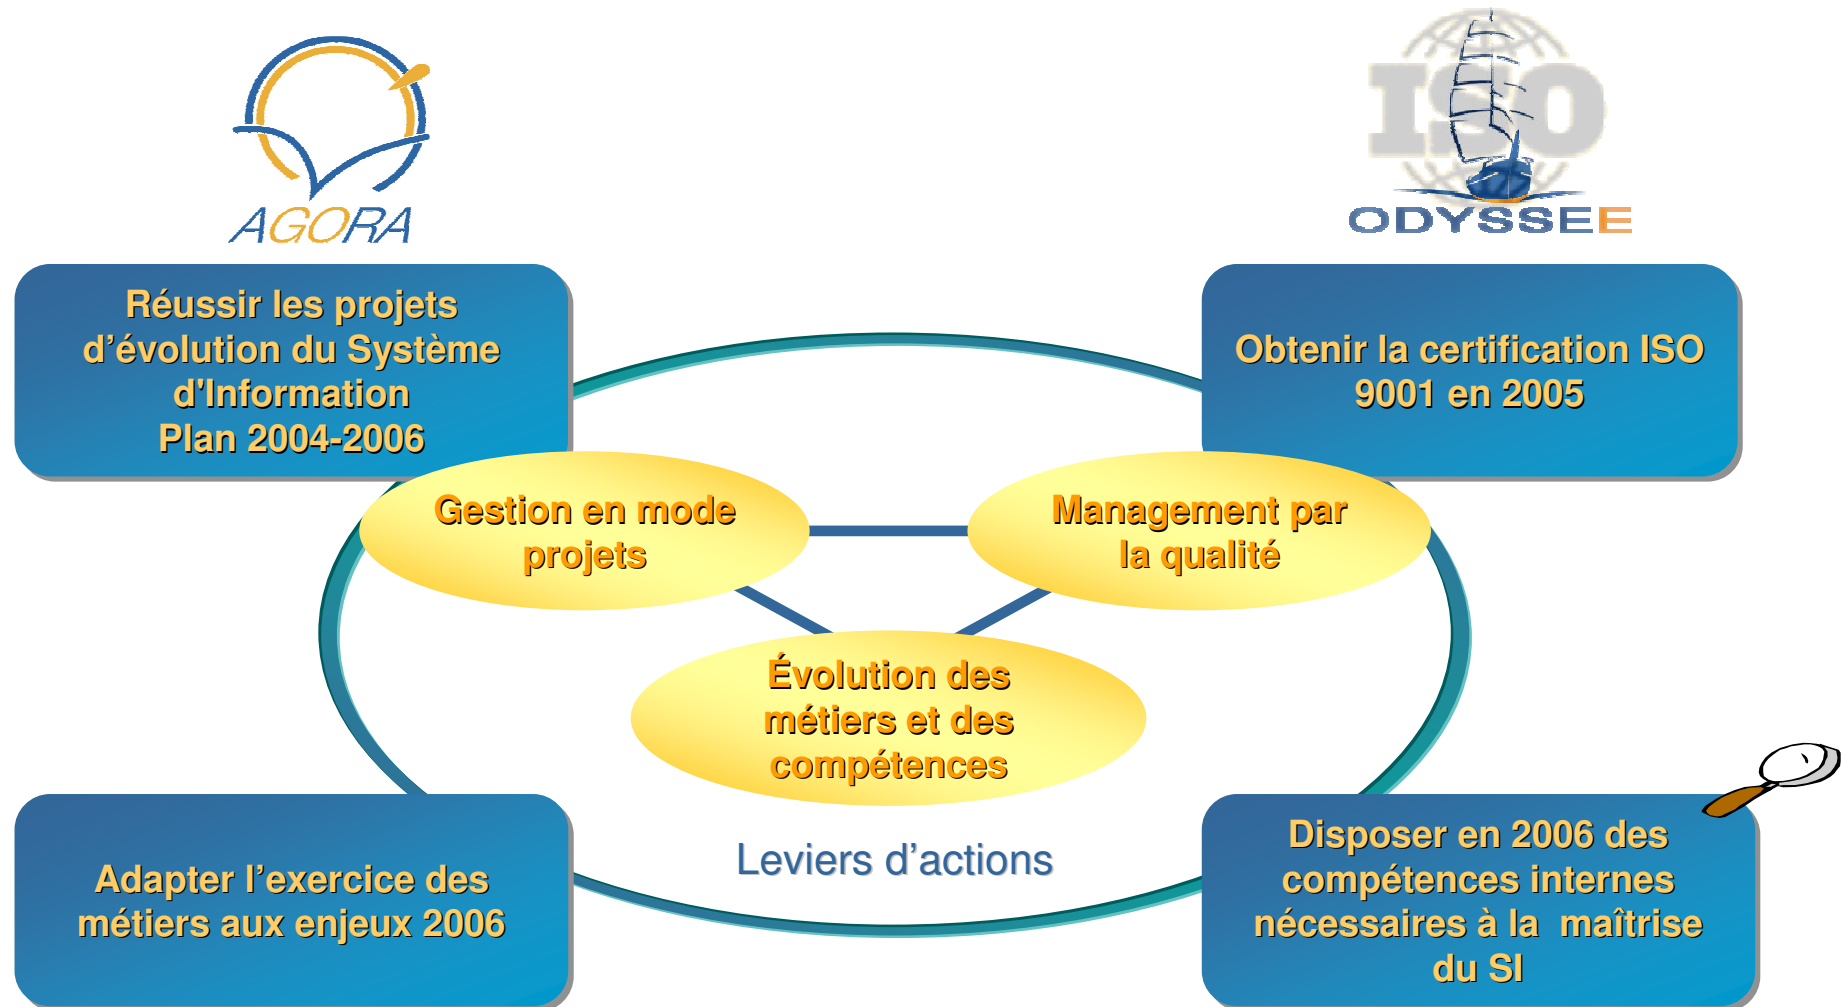 AGORA
ISO
ODYSSEE
Réussir les projets
d’évolution du Système
d'Information
Plan 2004-2006
Obtenir la certification ISO
9001 en 2005
Gestion en mode
projets
Management par
la qualité
Évolution des
métiers et des
compétences
Leviers d’actions
Adapter l’exercice des
métiers aux enjeux 2006
Disposer en 2006 des
compétences internes
nécessaires à la  maîtrise
du SI